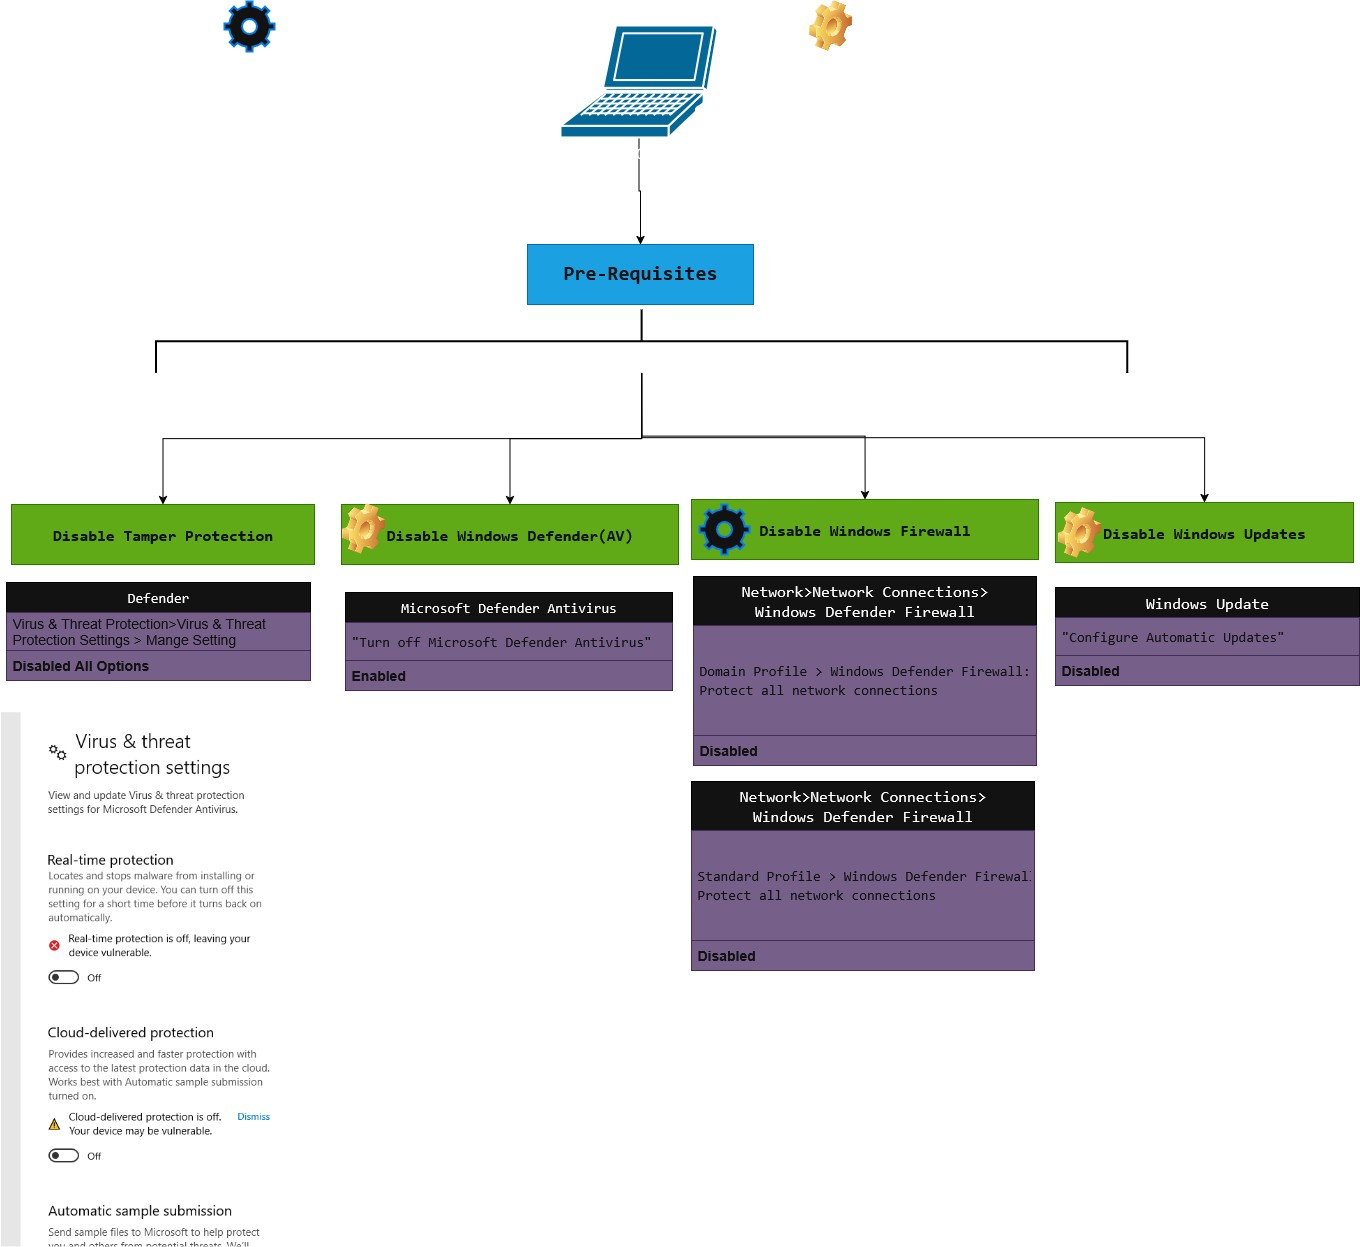 Pre-Requisites
Disable Tamper Protection
Disable Windows Defender(AV)
Disable Windows Firewall
Disable Windows Updates
Defender
Virus & Threat Protection>Virus & Threat
Protection Settings > Mange Setting
Disabled All Options
Microsoft Defender Antivirus
"Turn off Microsoft Defender Antivirus"
Enabled
Network>Network Connections>
Windows Defender Firewall
Domain Profile > Windows Defender Firewall:
Protect all network connections
Disabled
Network>Network Connections>
Windows Defender Firewall
Standard Profile > Windows Defender Firewal
Protect all network connections
Disabled
Windows Update
"Configure Automatic Updates"
Disabled
Virus & threat
protection settings
View and update Virus & threat protection
settings for Microsoft Defender Antivirus.
Real-time protection
Locates and stops malware from installing or
running on your device. You can turn off this
setting for a short time before it turns back on
automatically.
Real-time protection is off, leaving your
device vulnerable.
Off
Cloud-delivered protection
Provides increased and faster protection with
access to the latest protection data in the cloud.
Works best with Automatic sample submission
turned on.
Cloud-delivered protection is off. Dismiss
Your device may be vulnerable.
Off
Automatic sample submission
Send sample files to Microsoft to help protect
you and others from potential threats. We'll